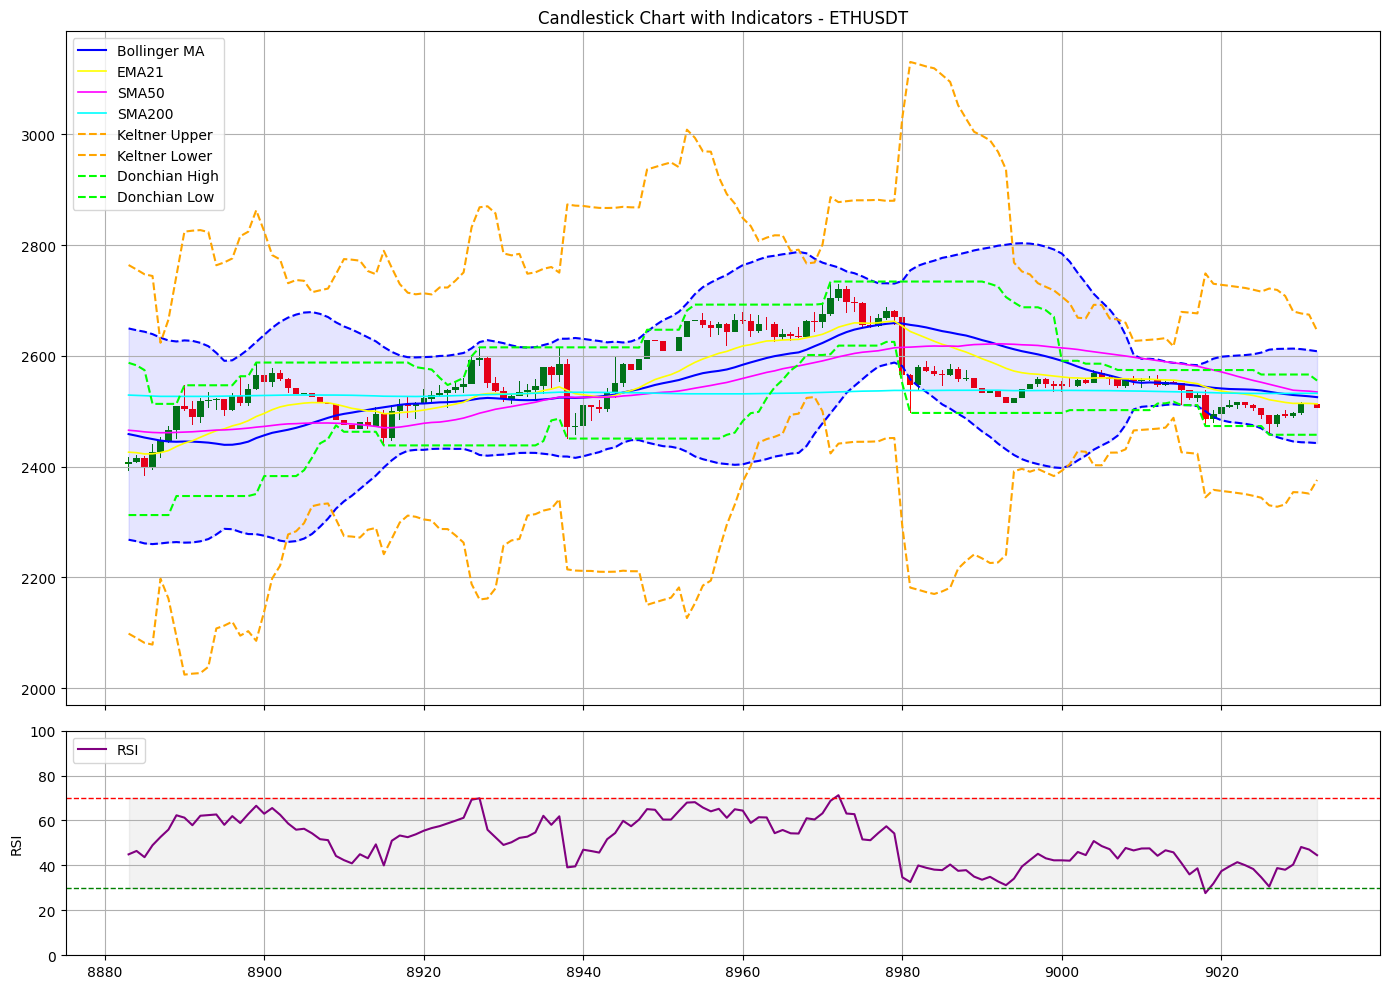 Candlestick Chart with Indicators - ETHUSDT
Bollinger MA
EMA21
SMA50
SMA200
Keltner Upper
Keltner Lower
Donchian High
Donchian Low
3000
2800
2600
2400
2200
2000
RSI
100
80
60
40
20
0
RSI
8880 8900 8920 8940 8960 8980 9000 9020